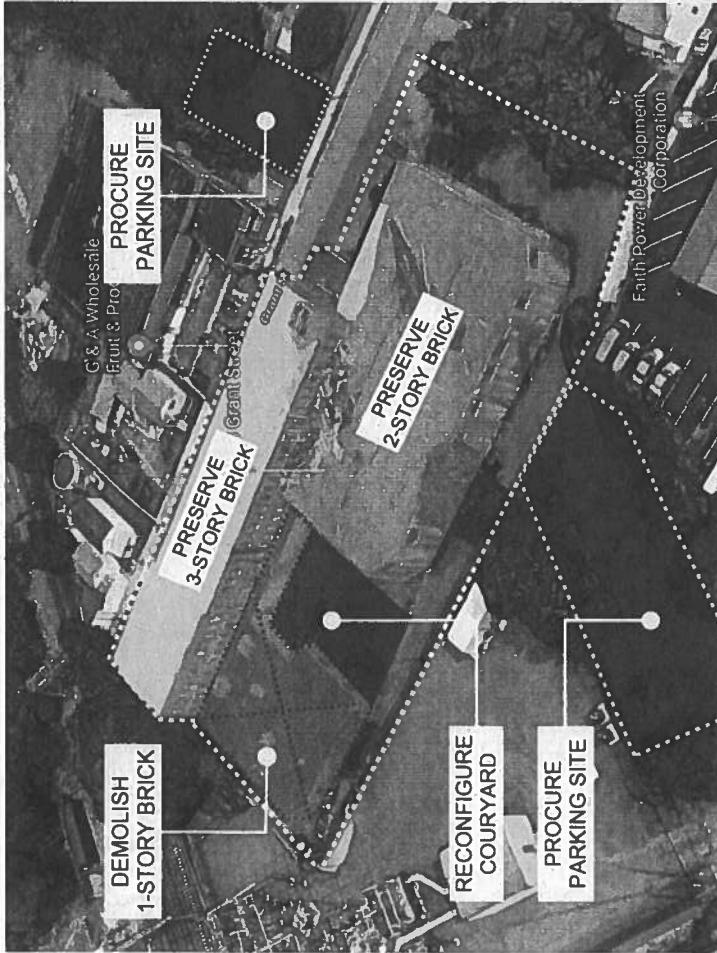 PROCURE
PARKING SITE
G & A Wholesale
Fruit & Pro
Grant S
Grant Street
PRESERVE
3-STORY BRICK
PRESERVE
2-STORY BRICK
Faith Power Development
Corporation
DEMOLISH
1-STORY BRICK
RECONFIGURE
COURYARD
PROCURE
PARKING SITE